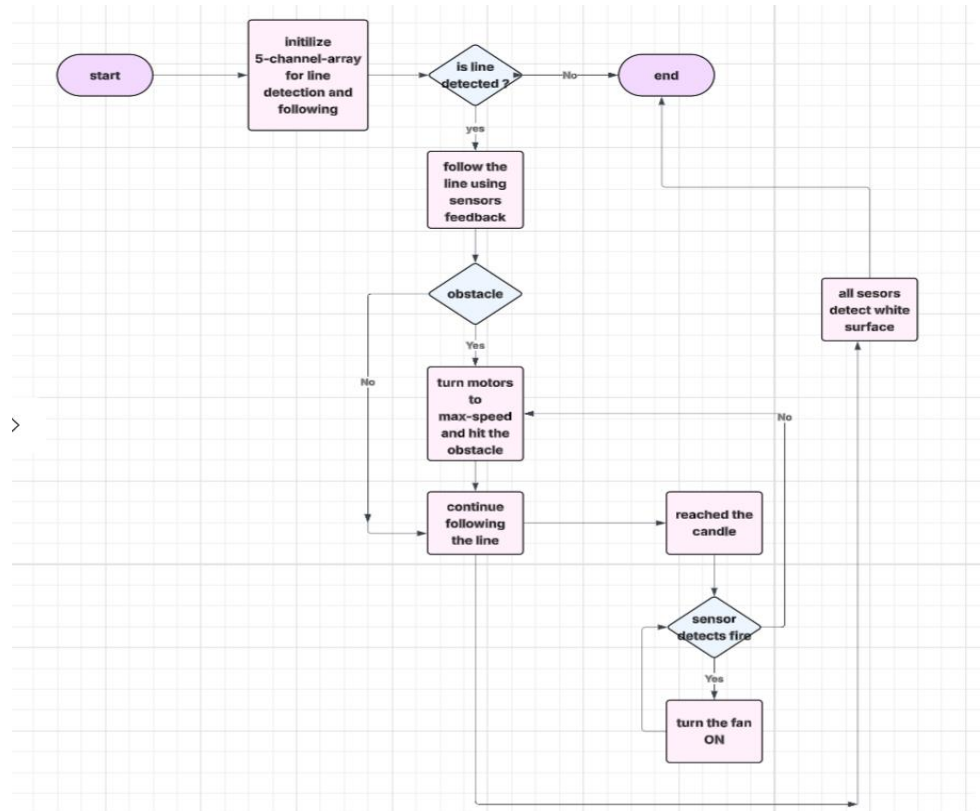 start
initilize
5-channel-array
for line
detection and
following
is line
detected ?
No
end
yes
follow the
line using
sensors
feedback
obstacle
all sesors
detect white
surface
Yes
No
turn motors
to
max-speed
and hit the
obstacle
No
continue
following
the line
reached the
candle
sensor
detects fire
Yes
turn the fan
ON